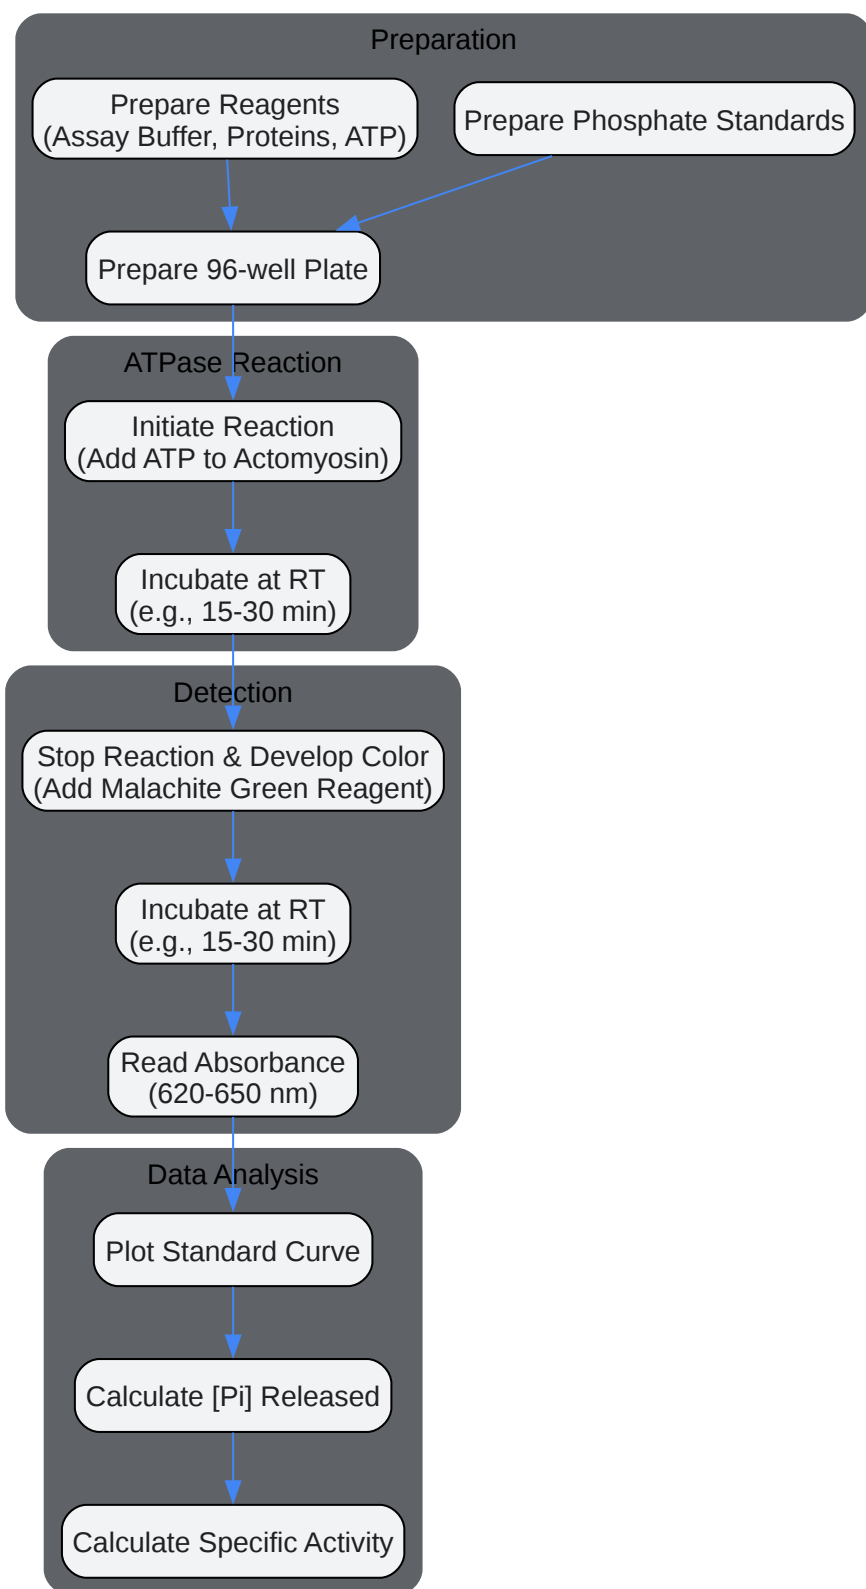 Preparation
Prepare Reagents
(Assay Buffer, Proteins, ATP)
Prepare Phosphate Standards
Prepare 96-well Plate
ATPase Reaction
Initiate Reaction
(Add ATP to Actomyosin)
Incubate at RT
(e.g., 15-30 min)
Detection
Stop Reaction & Develop Color
(Add Malachite Green Reagent)
Incubate at RT
(e.g., 15-30 min)
Read Absorbance
(620-650 nm)
Data Analysis
Plot Standard Curve
Calculate [Pi] Released
Calculate Specific Activity